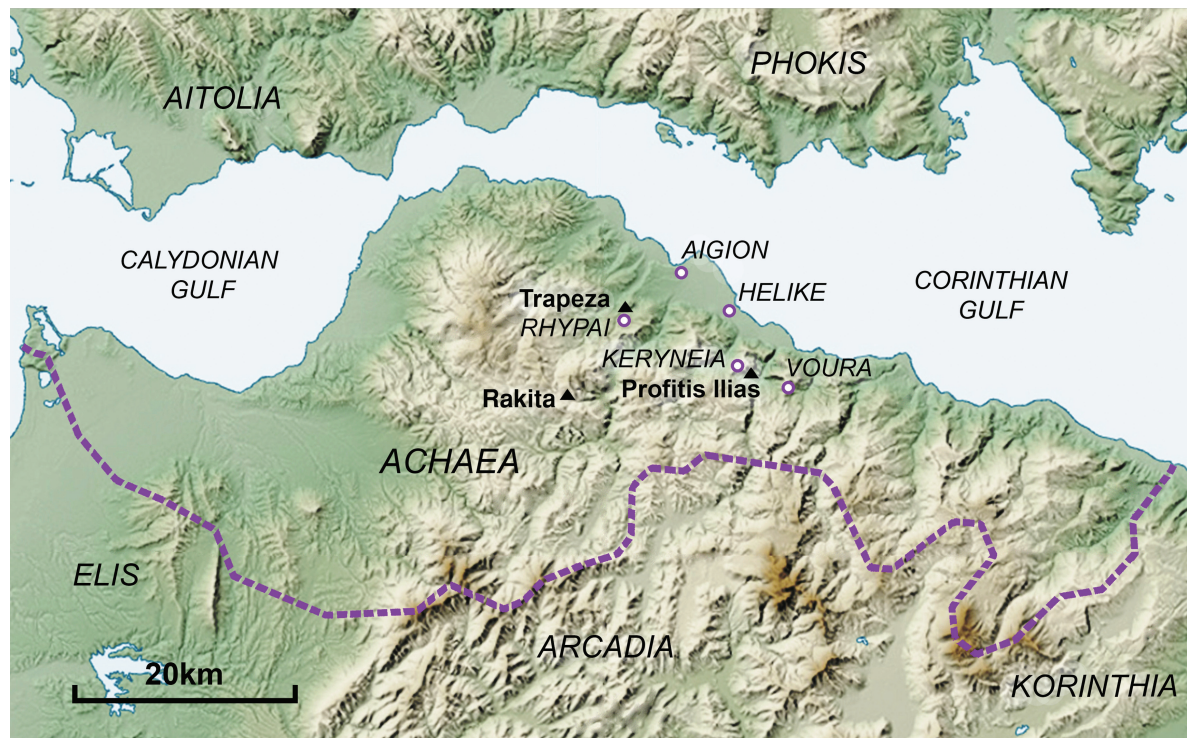 PHOKIS
AITOLIA
CALYDONIAN
GULF
AIGION
CORINTHIAN
GULF
HELIKE
Trapeza
RHYPAI
KERYNEIA
VOURA
Profitis Ilias
Rakita
ACHAEA
ELIS
ARCADIA
20km
KORINTHIA